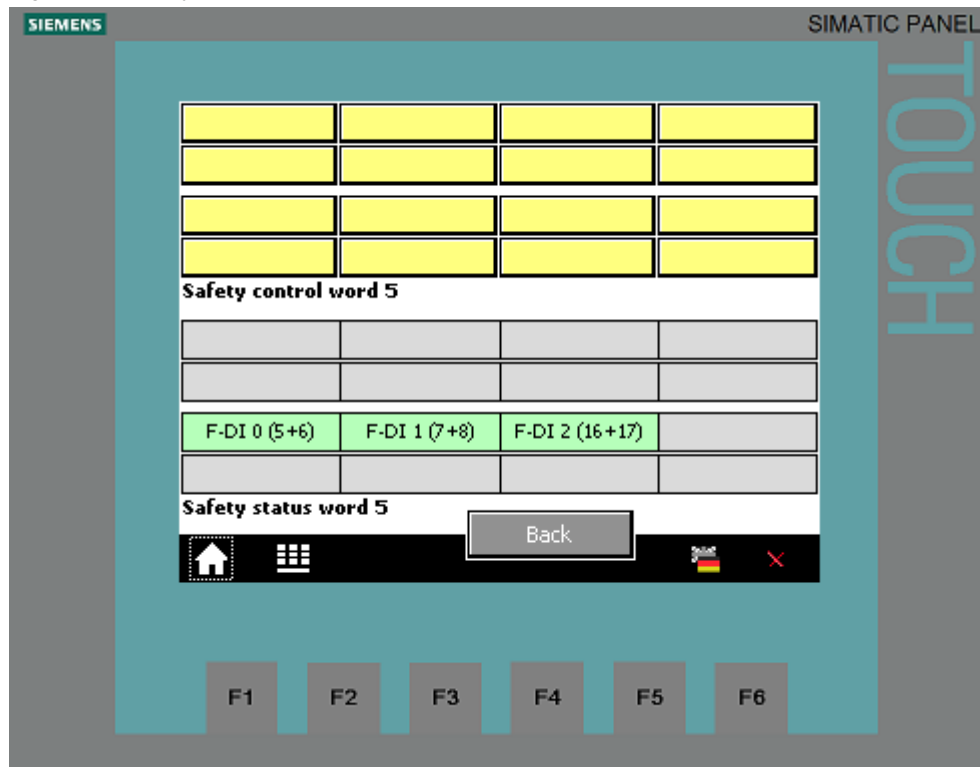 SIEMENS
SIMATIC PANEL
TOUCH
Safety control word 5
F-DI 0 (5+6) F-DI 1 (7+8) F-DI 2 (16+17)
Safety status word 5
Back
F1 F2 F3 F4 F5 F6